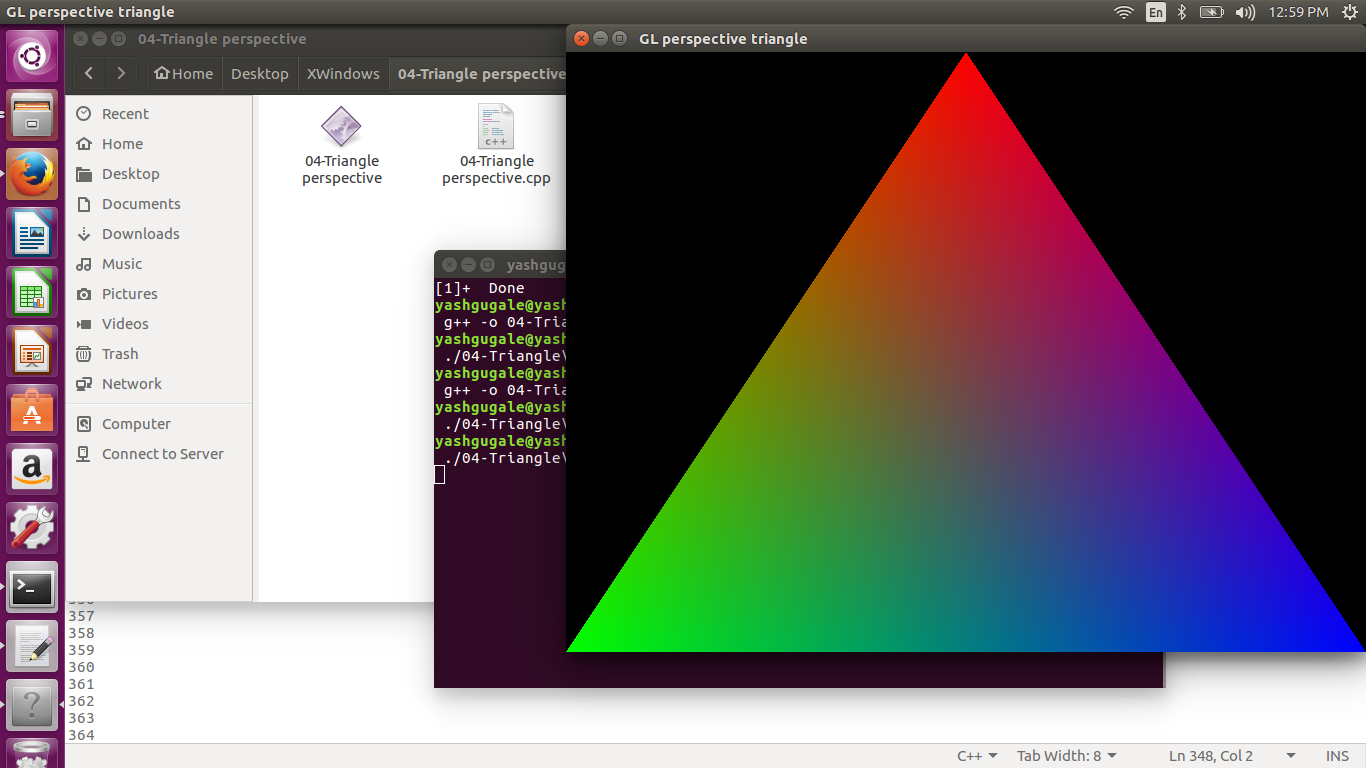 GL perspective triangle
En
12:59 PM
04-Triangle perspective
GL perspective triangle
Home
Desktop
XWindows
04-Triangle perspective
Recent
Home
Desktop
Documents
Downloads
Music
Pictures
Videos
Trash
Network
Computer
Connect to Server
04-Triangle
perspective
c++
04-Triangle
perspective.cpp
yashgug
[1]+ Done
yashgugale@yash
g++ -o 04-Tria
yashgugale@yash
./04-Triangle\
yashgugale@yash
g++ -o 04-Tria
yashgugale@yash
./04-Triangle\
yashgugale@yash
./04-Triangle\
357
358
359
360
361
362
363
364
C++
Tab Width: 8
Ln 348, Col 2
INS